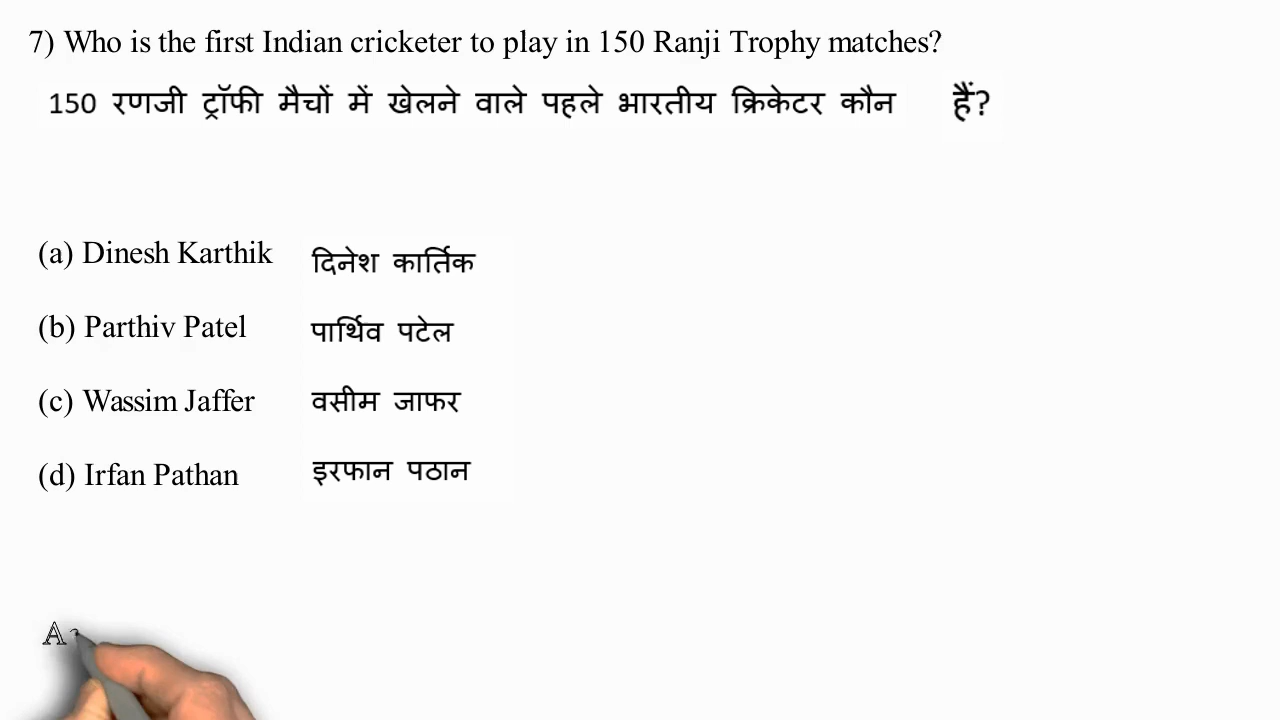 7) Who is the first Indian cricketer to play in 150 Ranji Trophy matches?
150 रणजी ट्रॉफी मैचों में खेलने वाले पहले भारतीय क्रिकेटर कौन हैं?
(a) Dinesh Karthik दिनेश कार्तिक
(b) Parthiv Patel पार्थिव पटेल
(c) Wassim Jaffer वसीम जाफर
(d) Irfan Pathan इरफान पठान
A